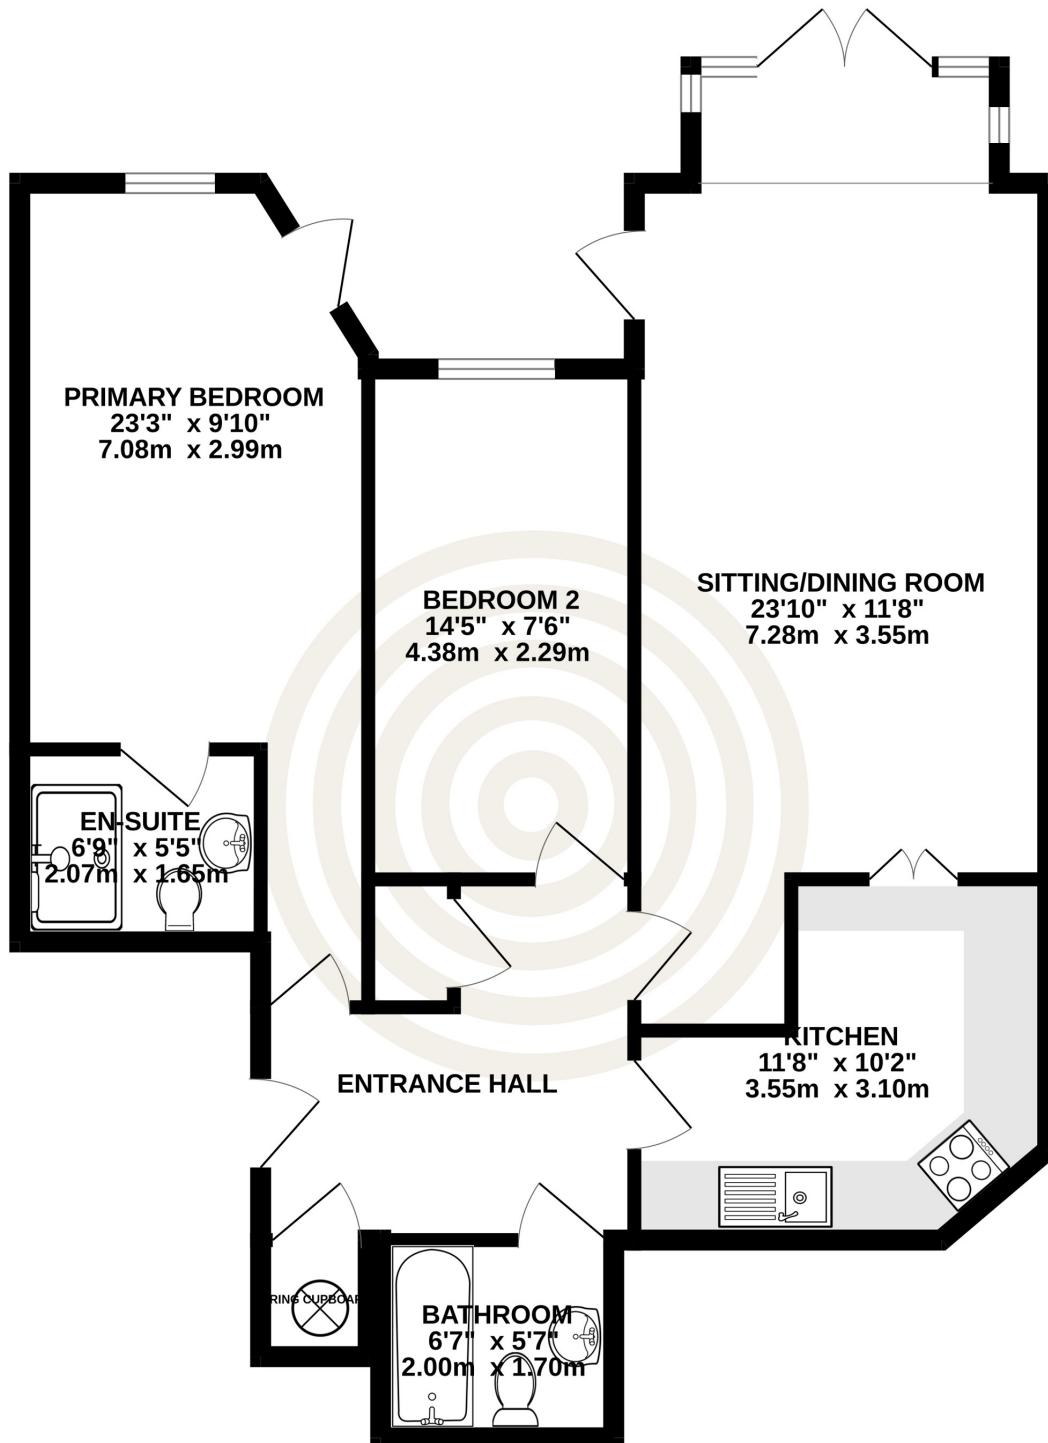 PRIMARY BEDROOM
23'3" x 9'10"
7.08m x 2.99m
BEDROOM 2
14'5" x 7'6"
4.38m x 2.29m
SITTING/DINING ROOM
23'10" x 11'8"
7.28m x 3.55m
EN-SUITE
6'9" x 5'5"
2.07m x 1.65m
KITCHEN
11'8" x 10'2"
3.55m x 3.10m
ENTRANCE HALL
RING CUPBOAR
BATHROOM
6'7" x 5'7"
2.00m x 1.70m